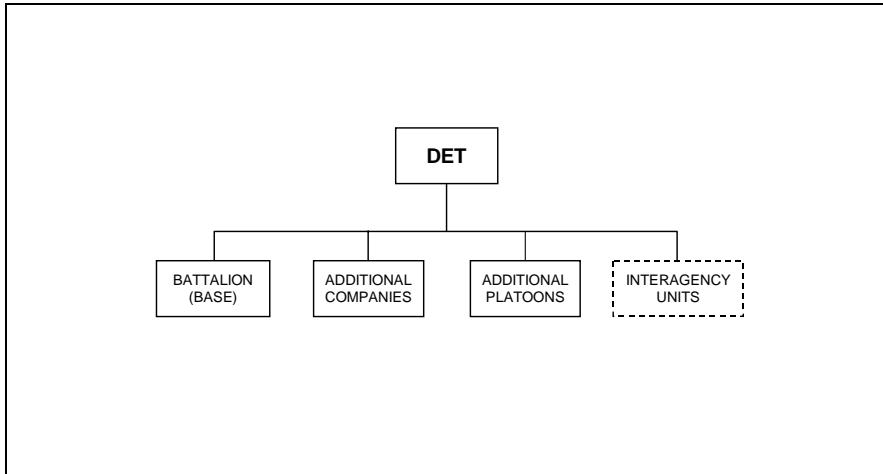 DET
BATTALION
(BASE)
ADDITIONAL
COMPANIES
ADDITIONAL
PLATOONS
INTERAGENCY
UNITS